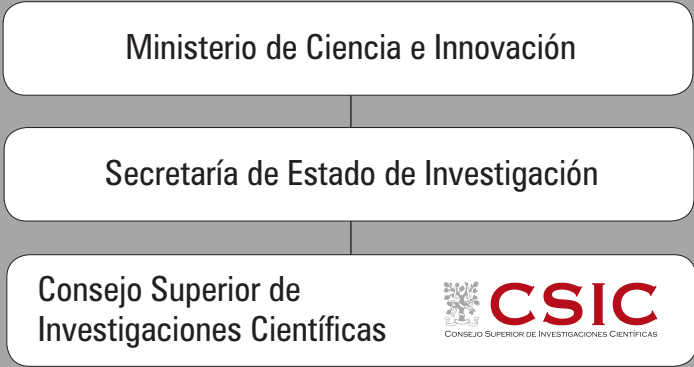 Ministerio de Ciencia e Innovación
Secretaría de Estado de Investigación
Consejo Superior de
Investigaciones Científicas
CSIC
CONSEJO SUPERIOR DE INVESTIGACIONES CIENTÍFICAS